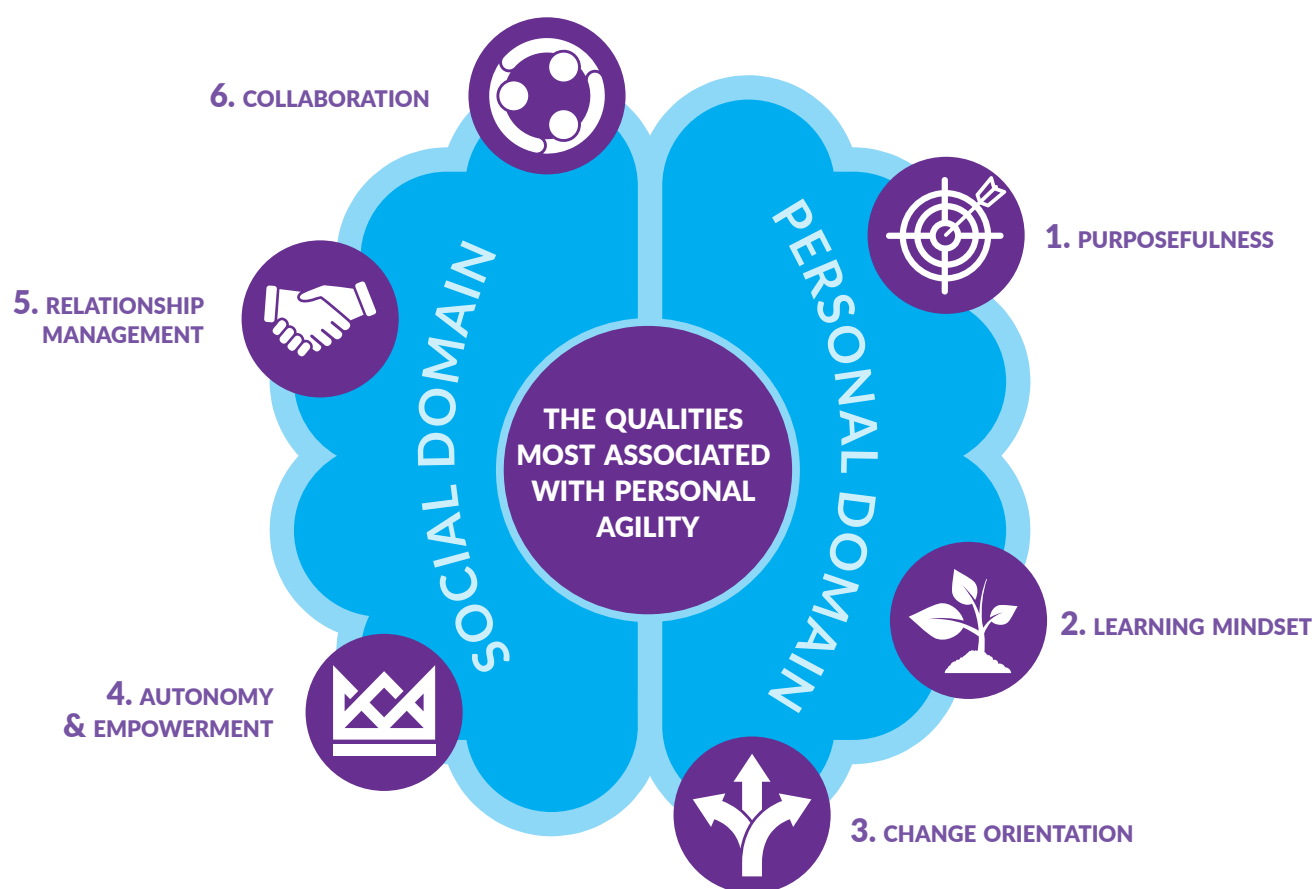 6. COLLABORATION
1. PURPOSEFULNESS
5. RELATIONSHIP
MANAGEMENT
SOCIAL DOMAIN
PERSONAL DOMAIN
THE QUALITIES
MOST ASSOCIATED
WITH PERSONAL
AGILITY
2. LEARNING MINDSET
4. AUTONOMY
& EMPOWERMENT
3. CHANGE ORIENTATION